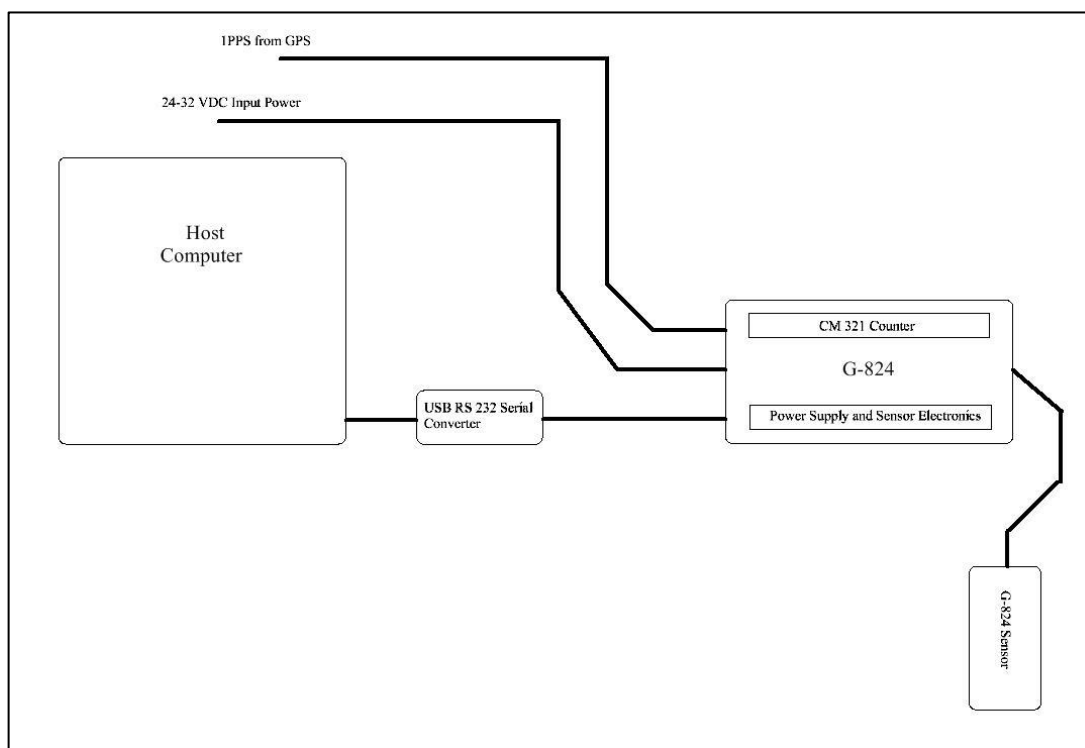 1PPS from GPS
24-32 VDC Input Power
Host
Computer
CM 321 Counter
G-824
USB RS 232 Serial
Converter
Power Supply and Sensor Electronics
G-824 Sensor